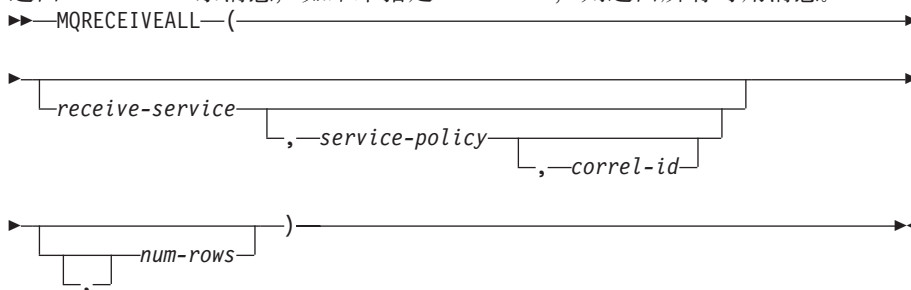 MQRECEIVEALL (
receive-service
, service-policy
, correl-id
num-rows )
,